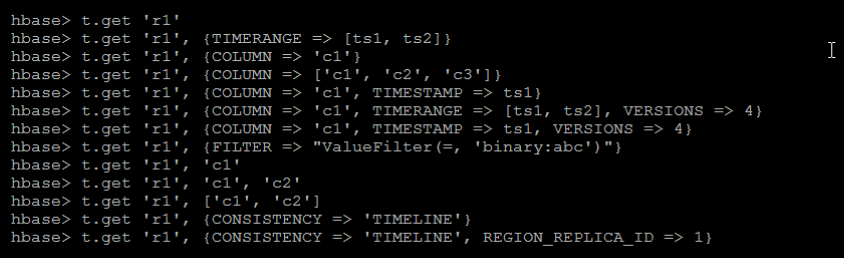 hbase> t.get 'r1'
hbase> t.get 'r1', {TIMERANGE => [ts1, ts2]}
hbase> t.get 'r1', {COLUMN => 'c1'}
hbase> t.get 'r1', {COLUMN => ['c1', 'c2', 'c3']}
hbase> t.get 'r1', {COLUMN => 'c1', TIMESTAMP => ts1}
hbase> t.get 'r1', {COLUMN => 'c1', TIMERANGE => [ts1, ts2], VERSIONS => 4}
hbase> t.get 'r1', {COLUMN => 'c1', TIMESTAMP => ts1, VERSIONS => 4}
hbase> t.get 'r1', {FILTER => "ValueFilter(=, 'binary:abc')"}
hbase> t.get 'r1', 'c1'
hbase> t.get 'r1', 'c1', 'c2'
hbase> t.get 'r1', ['c1', 'c2']
hbase> t.get 'r1', {CONSISTENCY => 'TIMELINE'}
hbase> t.get 'r1', {CONSISTENCY => 'TIMELINE', REGION_REPLICA_ID => 1}